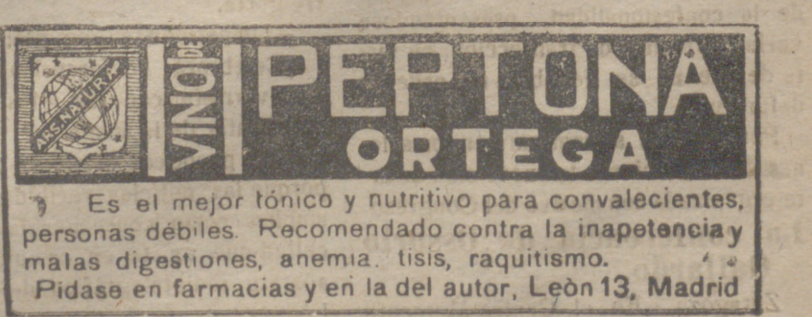 ARS.NATURA
VINO DE
PEPTONA
ORTEGA
Es el mejor tónico y nutritivo para convalecientes,
personas débiles. Recomendado contra la inapetencia y
malas digestiones, anemia. tisis, raquitismo.
Pidase en farmacias y en la del autor, Leòn 13, Madrid